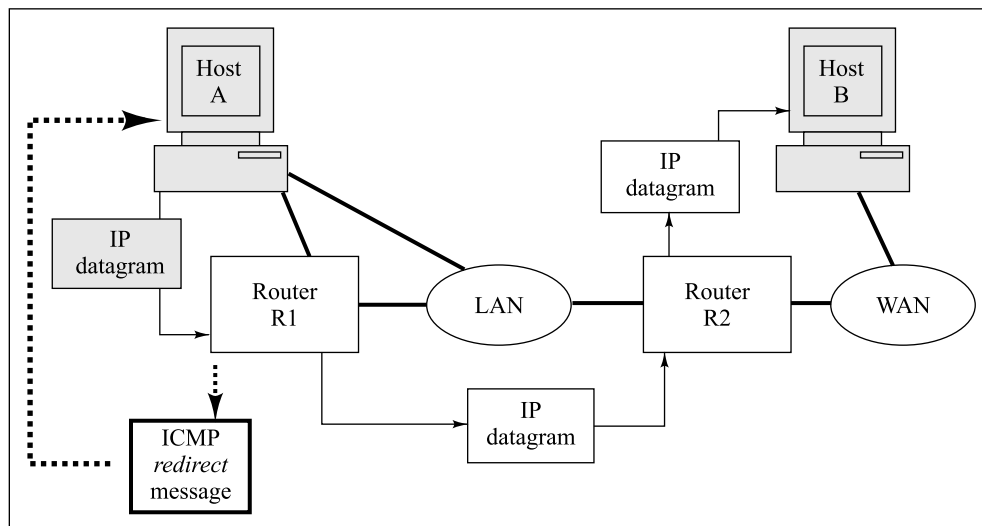 Host
A
Host
B
IP
datagram
IP
datagram
Router
R1
LAN
Router
R2
WAN
IP
datagram
ICMP
redirect
message